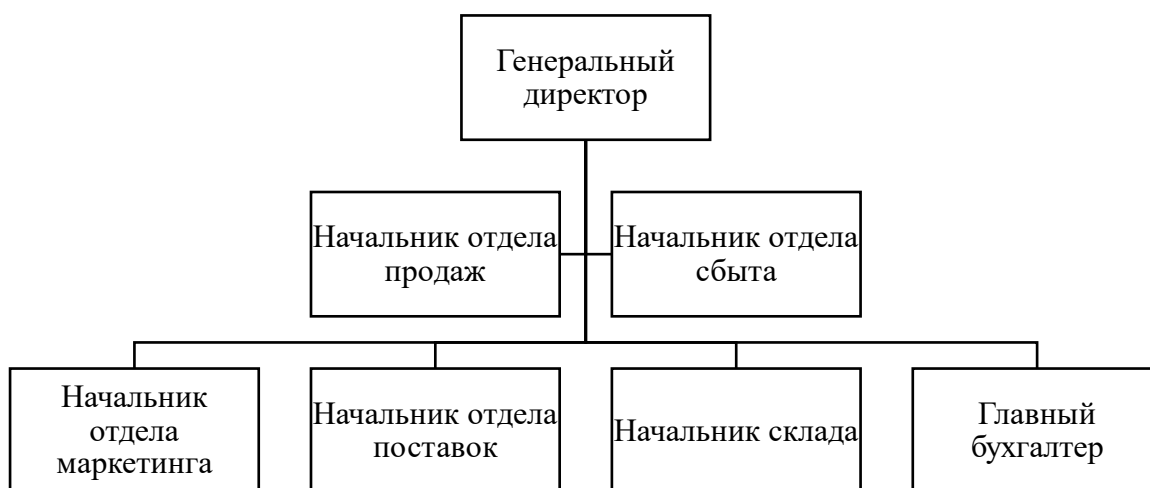 Генеральный
директор
Начальник отдела
продаж
Начальник отдела
сбыта
Начальник
отдела
маркетинга
Начальник отдела
поставок
Начальник склада
Главный
бухгалтер